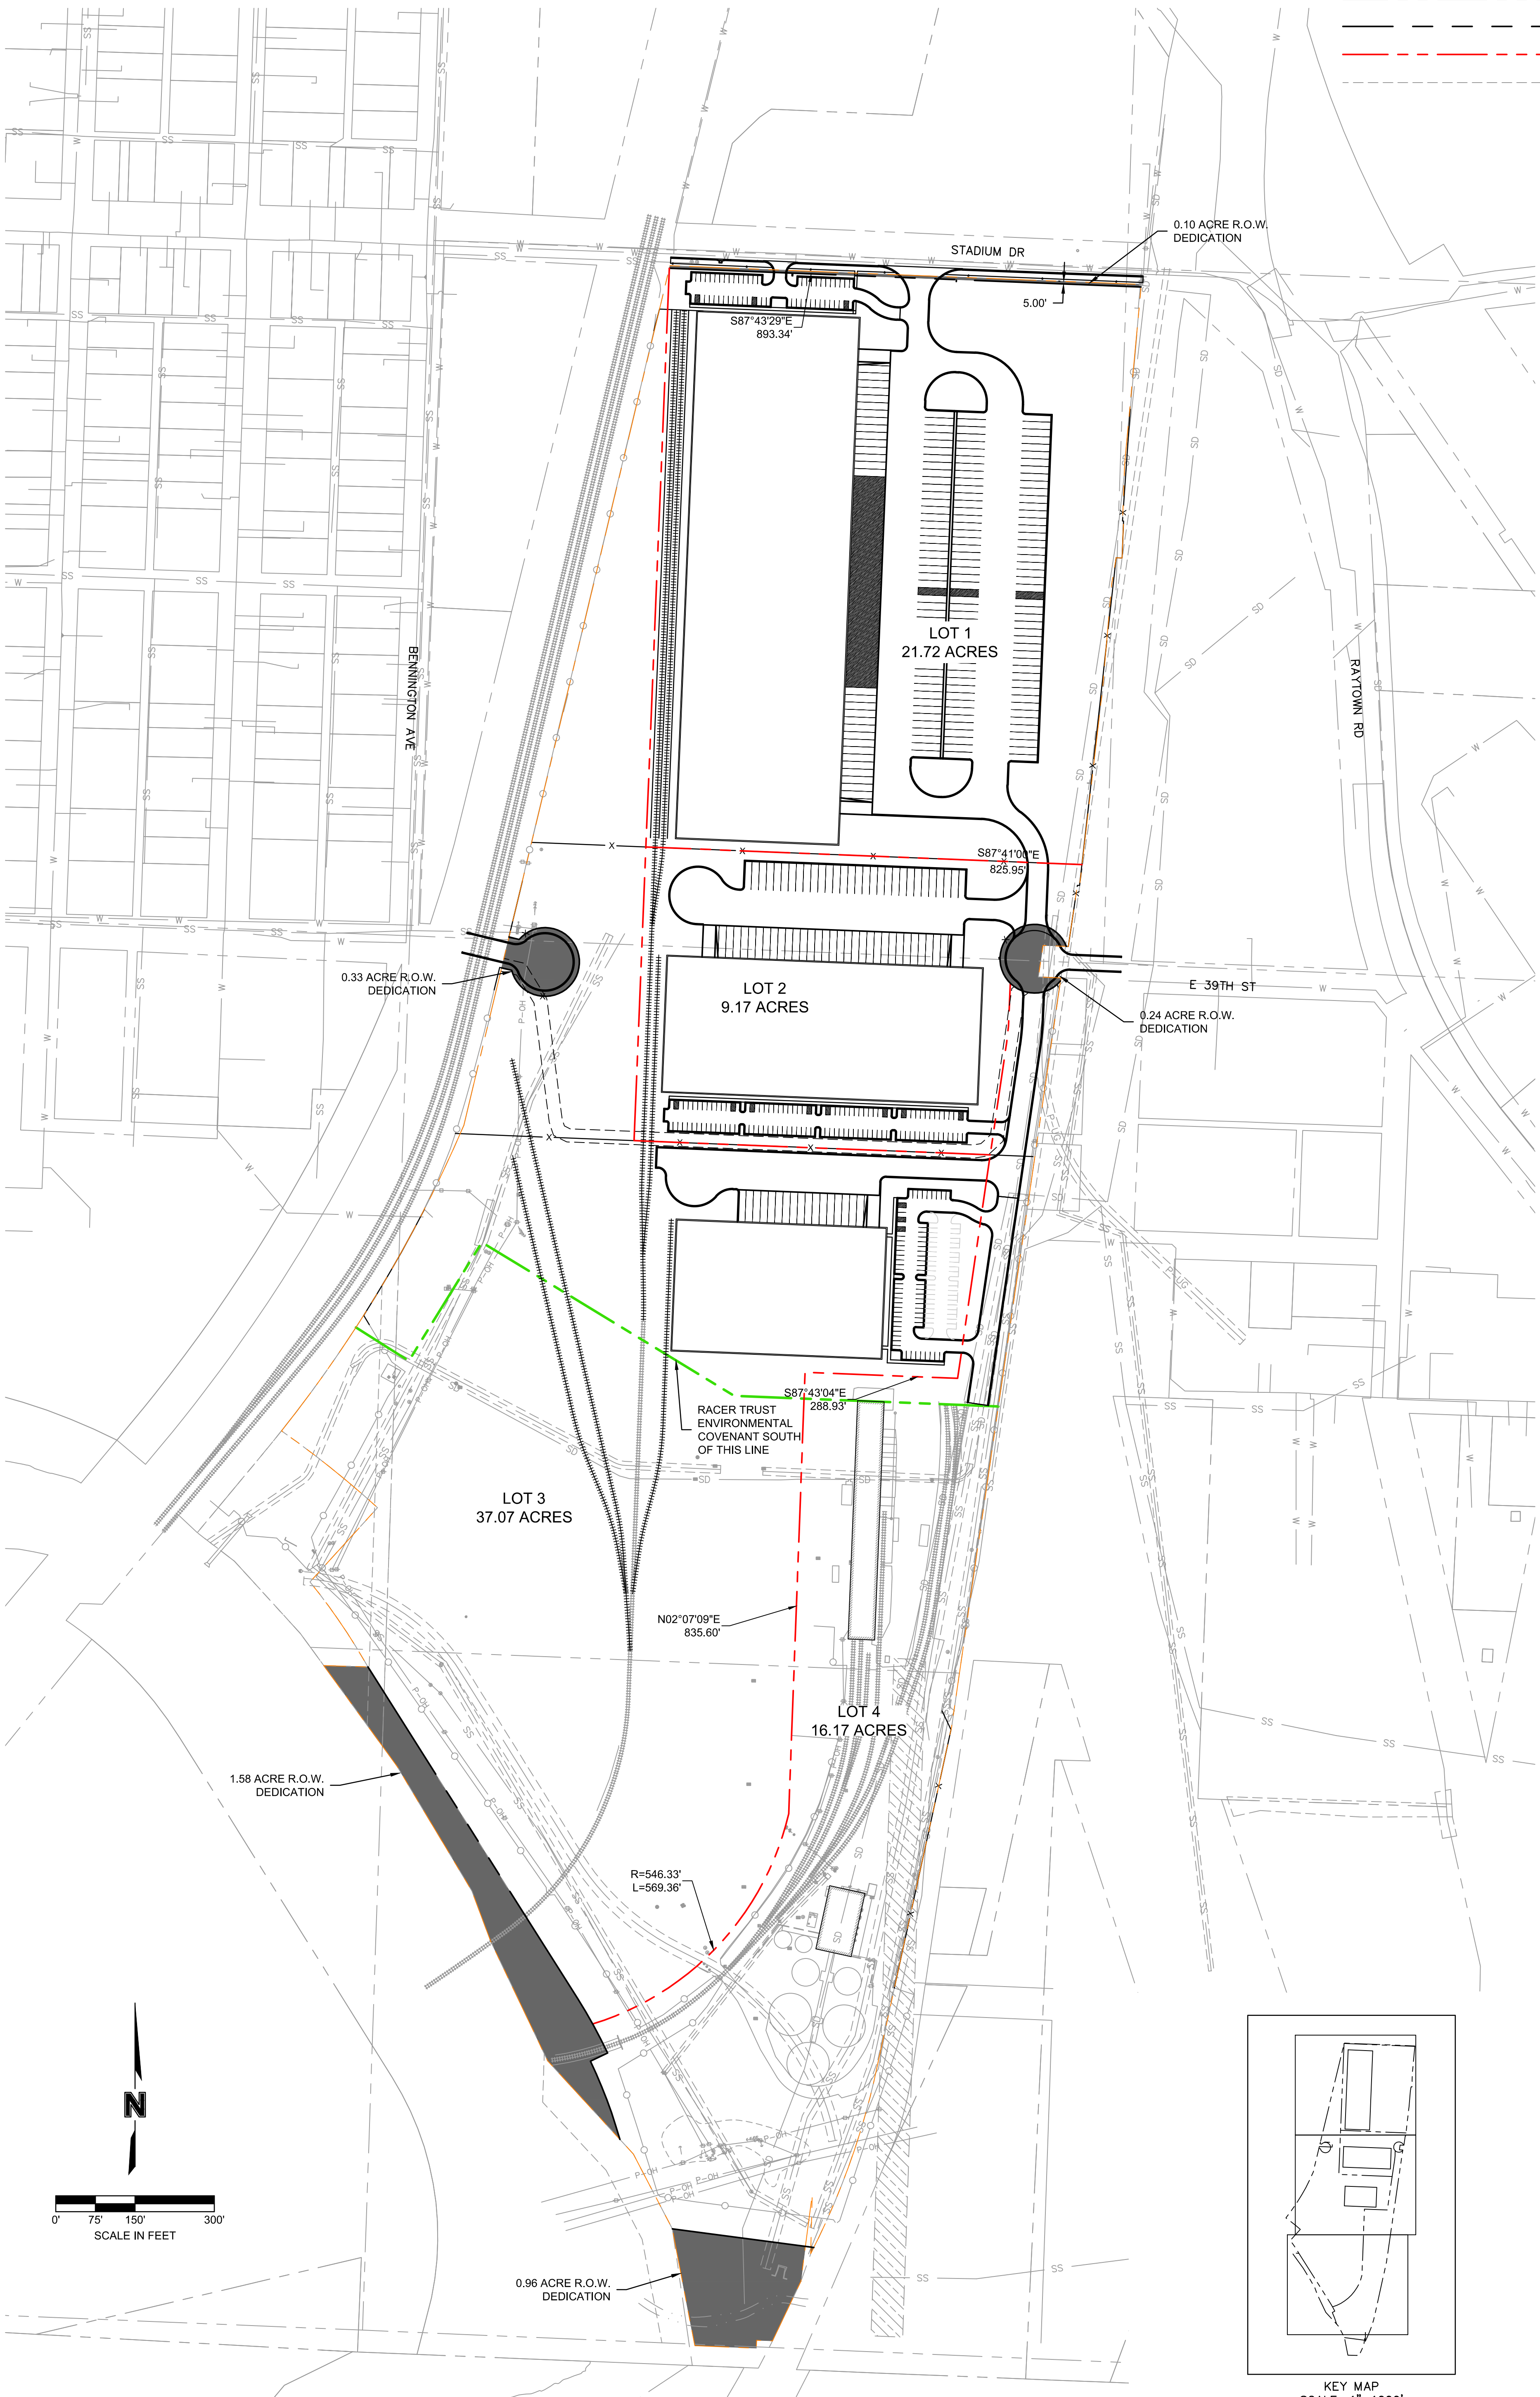 STADIUM DR
0.10 ACRE R.O.W.
DEDICATION
5.00'
S87°43'29"E
893.34'
LOT 1
21.72 ACRES
BENNINGTON AVE
RAYTOWN RD
S87°41'00"E
825.95'
0.33 ACRE R.O.W.
DEDICATION
LOT 2
9.17 ACRES
E 39TH ST
0.24 ACRE R.O.W.
DEDICATION
S87°43'04"E
288.93'
RACER TRUST
ENVIRONMENTAL
COVENANT SOUTH
OF THIS LINE
LOT 3
37.07 ACRES
N02°07'09"E
835.60'
LOT 4
16.17 ACRES
1.58 ACRE R.O.W.
DEDICATION
R=546.33'
L=569.36'
N
0' 75' 150' 300'
SCALE IN FEET
0.96 ACRE R.O.W.
DEDICATION
KEY MAP